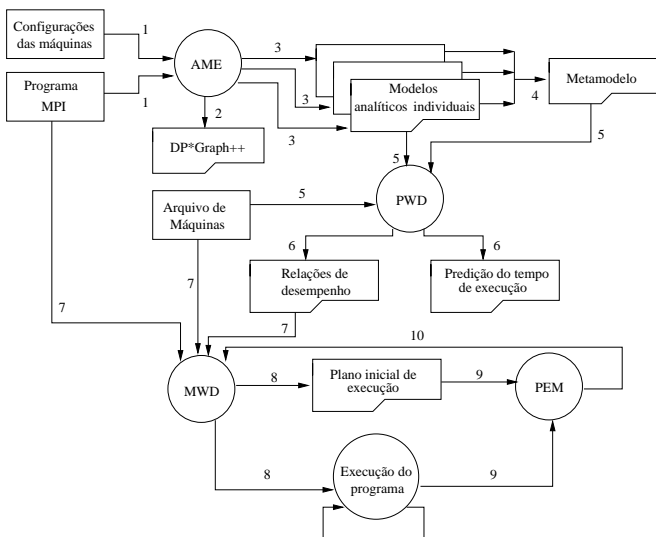 Configurações
das máquinas
1
Programa
MPI
1
AME
3
3
3
2
DP*Graph++
Modelos
analíticos individuais
4
Metamodelo
5
5
Arquivo de
Máquinas
5
PWD
6
6
Relações de
desempenho
Predição do tempo
de execução
7
7
7
10
MWD
8
Plano inicial de
execução
9
PEM
8
Execução do
programa
9